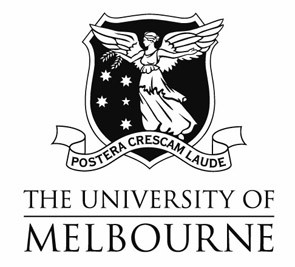 POSTERA CRESCAM LAUDE
THE UNIVERSITY OF
MELBOURNE